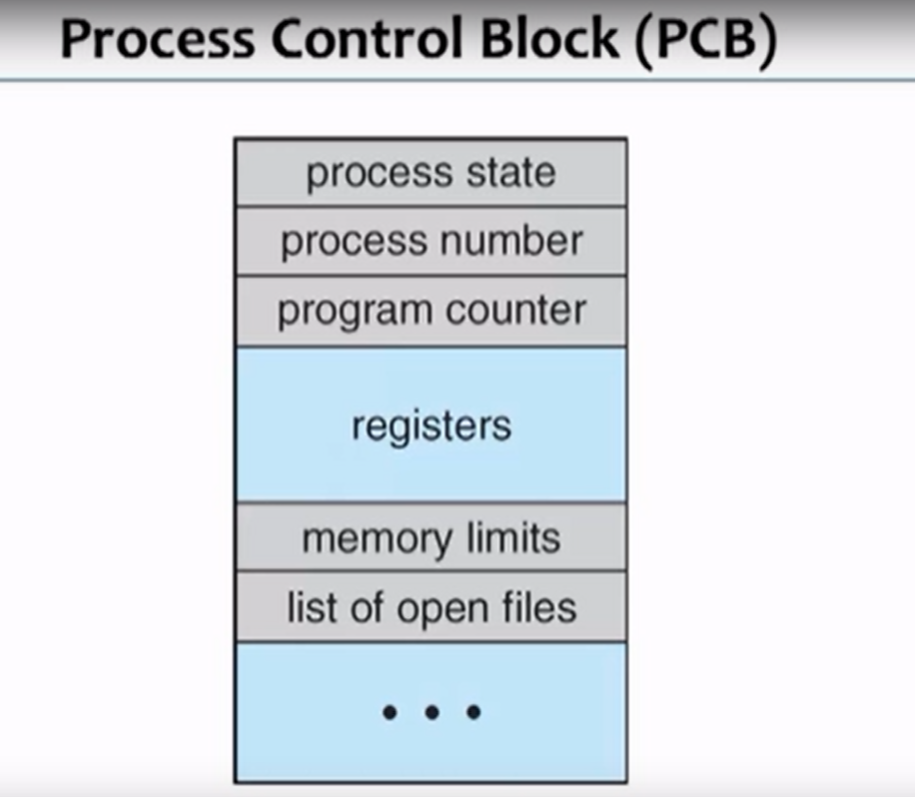 Process Control Block (PCB)
process state
process number
program counter
registers
memory limits
list of open files
• • •